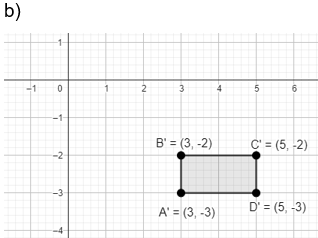 b)
1
-1 0 1 2 3 4 5 6
-1
B' = (3, -2) C' = (5, -2)
-2
-3
A' = (3, -3) D' = (5, -3)
-4